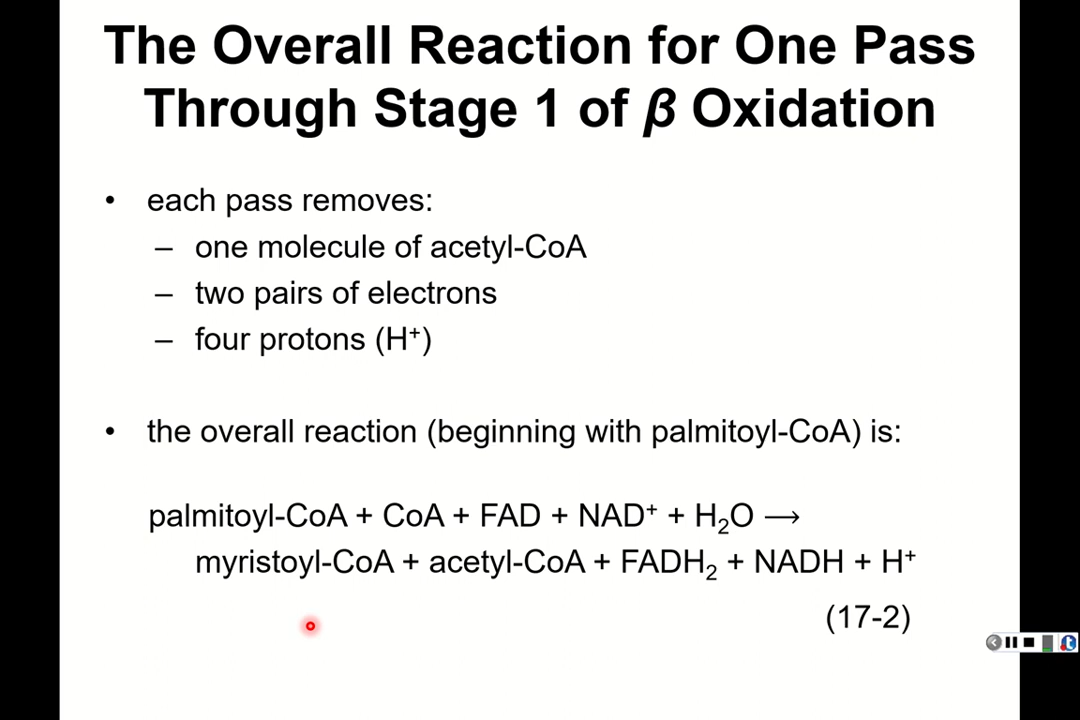 The Overall Reaction for One Pass
Through Stage 1 of β Oxidation
• each pass removes:
– one molecule of acetyl-CoA
– two pairs of electrons
– four protons (H⁺)
• the overall reaction (beginning with palmitoyl-CoA) is:
palmitoyl-CoA + CoA + FAD + NAD⁺ + H₂O ⟶
myristoyl-CoA + acetyl-CoA + FADH₂ + NADH + H⁺
(17-2)